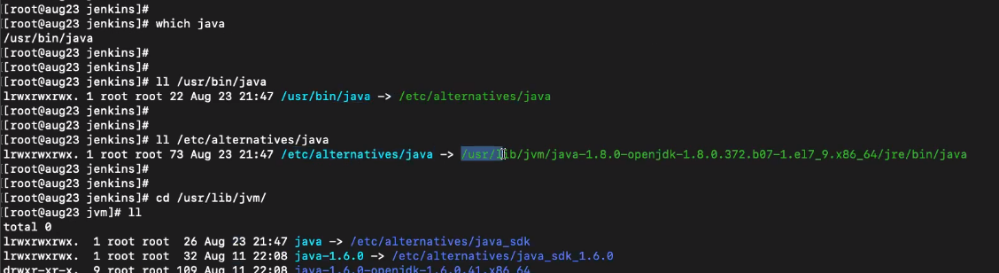 [root@aug23 jenkins]#
[root@aug23 jenkins]# which java
/usr/bin/java
[root@aug23 jenkins]#
[root@aug23 jenkins]#
[root@aug23 jenkins]# ll /usr/bin/java
lrwxrwxrwx. 1 root root 22 Aug 23 21:47 /usr/bin/java -> /etc/alternatives/java
[root@aug23 jenkins]#
[root@aug23 jenkins]#
[root@aug23 jenkins]# ll /etc/alternatives/java
lrwxrwxrwx. 1 root root 73 Aug 23 21:47 /etc/alternatives/java -> /usr/lib/jvm/java-1.8.0-openjdk-1.8.0.372.b07-1.el7_9.x86_64/jre/bin/java
[root@aug23 jenkins]#
[root@aug23 jenkins]#
[root@aug23 jenkins]# cd /usr/lib/jvm/
[root@aug23 jvm]# ll
total 0
lrwxrwxrwx. 1 root root 26 Aug 23 21:47 java -> /etc/alternatives/java_sdk
lrwxrwxrwx. 1 root root 32 Aug 11 22:08 java-1.6.0 -> /etc/alternatives/java_sdk_1.6.0
drwxr-xr-x. 9 root root 109 Aug 11 22:08 java-1.6.0-openjdk-1.6.0.41.x86_64